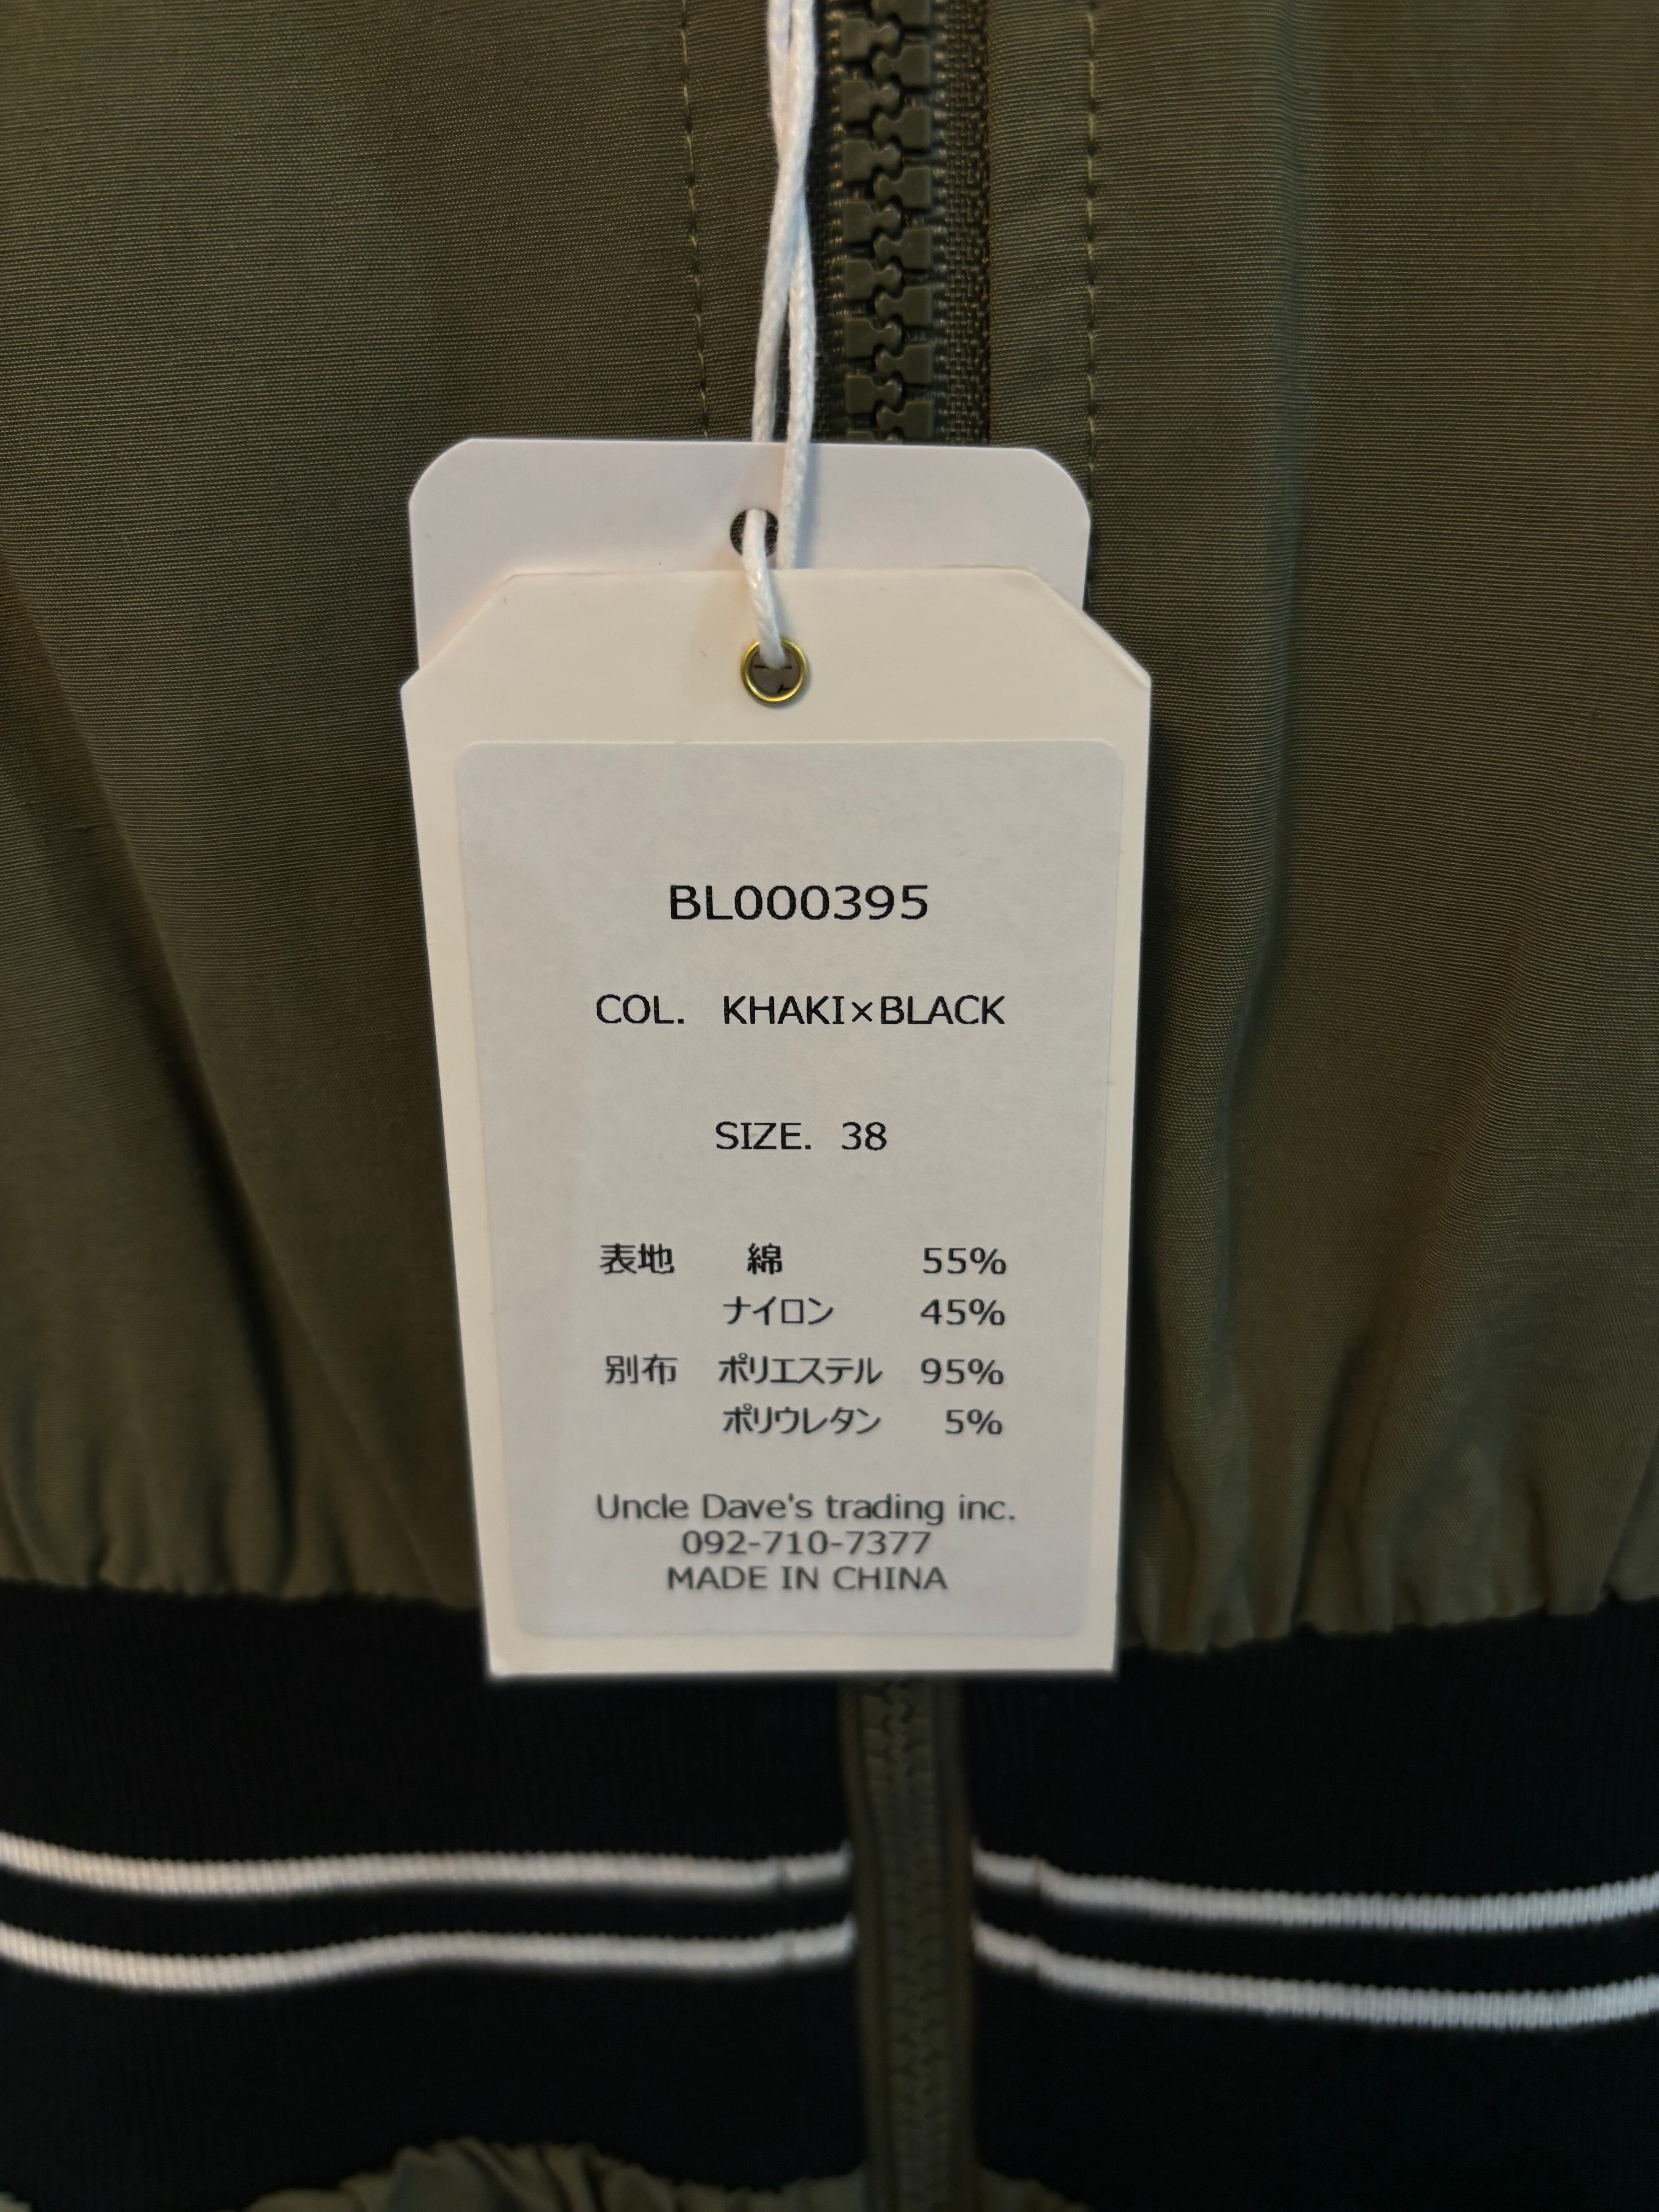 BL000395
COL. KHAKI×BLACK
SIZE. 38
表地 綿 55%
ナイロン 45%
別布 ポリエステル 95%
ポリウレタン 5%
Uncle Dave's trading inc.
092-710-7377
MADE IN CHINA